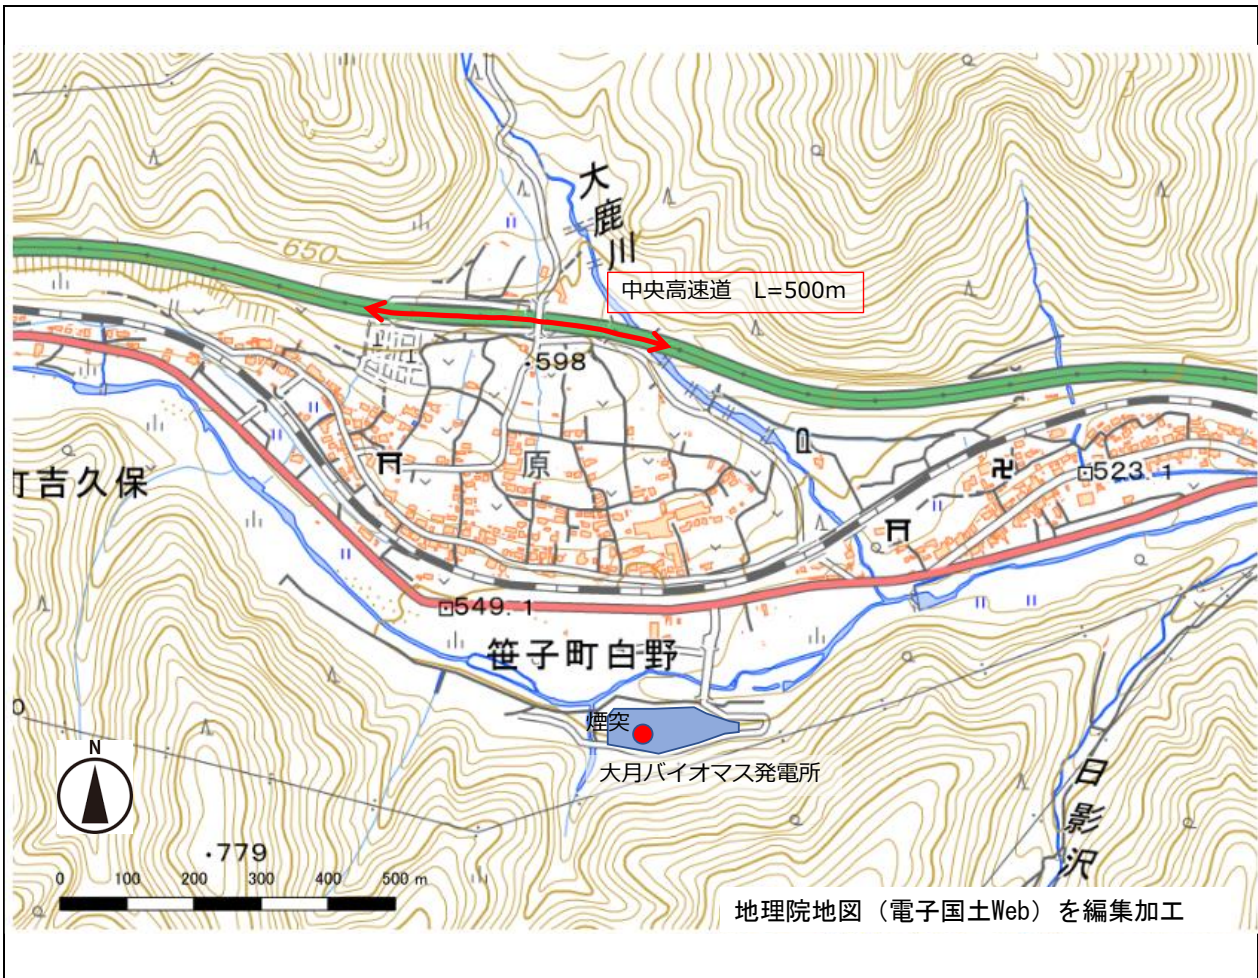 大鹿川
650
中央高速道 L=500m
598
原
町吉久保
523.1
549.1
笹子町白野
煙突
大月バイオマス発電所
N
日影沢
779
0 100 200 300 400 500 m
地理院地図（電子国土Web）を編集加工